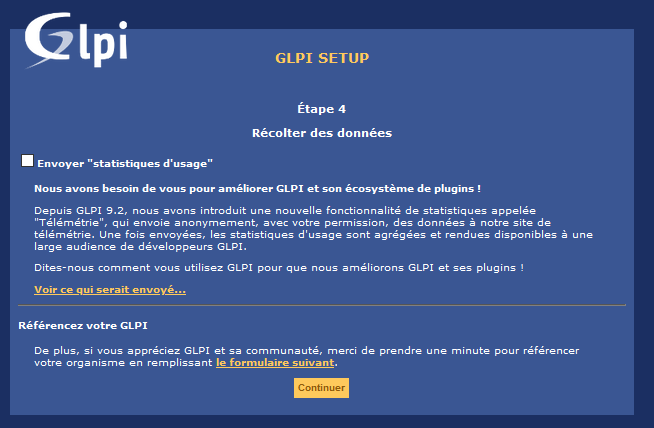 Glpi
GLPI SETUP
Étape 4
Récolter des données
Envoyer "statistiques d'usage"
Nous avons besoin de vous pour améliorer GLPI et son écosystème de plugins !
Depuis GLPI 9.2, nous avons introduit une nouvelle fonctionnalité de statistiques appelée
"Télémétrie", qui envoie anonymement, avec votre permission, des données à notre site de
télémétrie. Une fois envoyées, les statistiques d'usage sont agrégées et rendues disponibles à une
large audience de développeurs GLPI.
Dites-nous comment vous utilisez GLPI pour que nous améliorons GLPI et ses plugins !
Voir ce qui serait envoyé...
Référencez votre GLPI
De plus, si vous appréciez GLPI et sa communauté, merci de prendre une minute pour référencer
votre organisme en remplissant le formulaire suivant.
Continuer